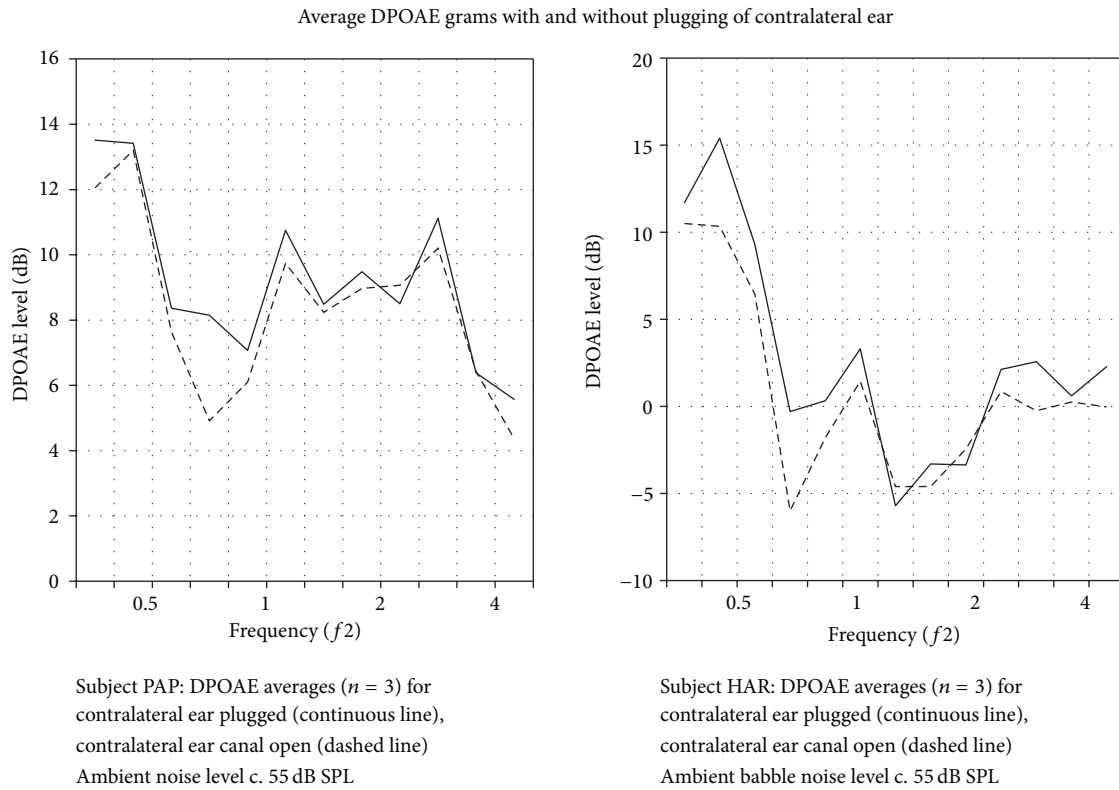 Average DPOAE grams with and without plugging of contralateral ear
16
14
12
10
8
6
4
2
0
DPOAE level (dB)
0.5 1 2 4
Frequency (f2)
Subject PAP: DPOAE averages (n = 3) for
contralateral ear plugged (continuous line),
contralateral ear canal open (dashed line)
Ambient noise level c. 55 dB SPL
20
15
10
5
0
−5
−10
DPOAE level (dB)
0.5 1 2 4
Frequency (f2)
Subject HAR: DPOAE averages (n = 3) for
contralateral ear plugged (continuous line),
contralateral ear canal open (dashed line)
Ambient babble noise level c. 55 dB SPL